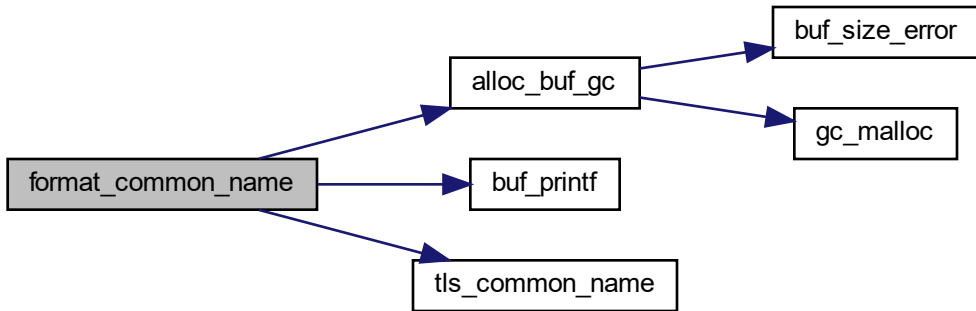 buf_size_error
alloc_buf_gc
gc_malloc
format_common_name
buf_printf
tls_common_name